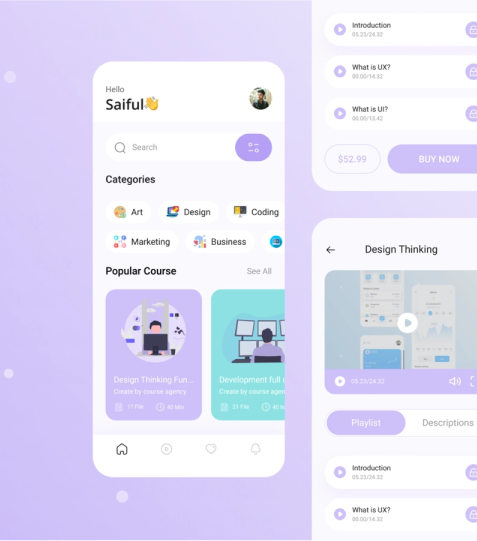 Hello
Saiful
Search
Categories
Art
Design
Coding
Marketing
Business
Popular Course
See All
Design Thinking Fun...
Create by course agency
17 File
40 Min
Development full
Create by course agen
21 File
40
Introduction
05.23/24.32
What is UX?
00.00/14.32
What is UI?
00.00/13.42
$52.99
BUY NOW
Design Thinking
05.23/24.32
Playlist
Descriptions
Introduction
05.23/24.32
What is UX?
00.00/14.32